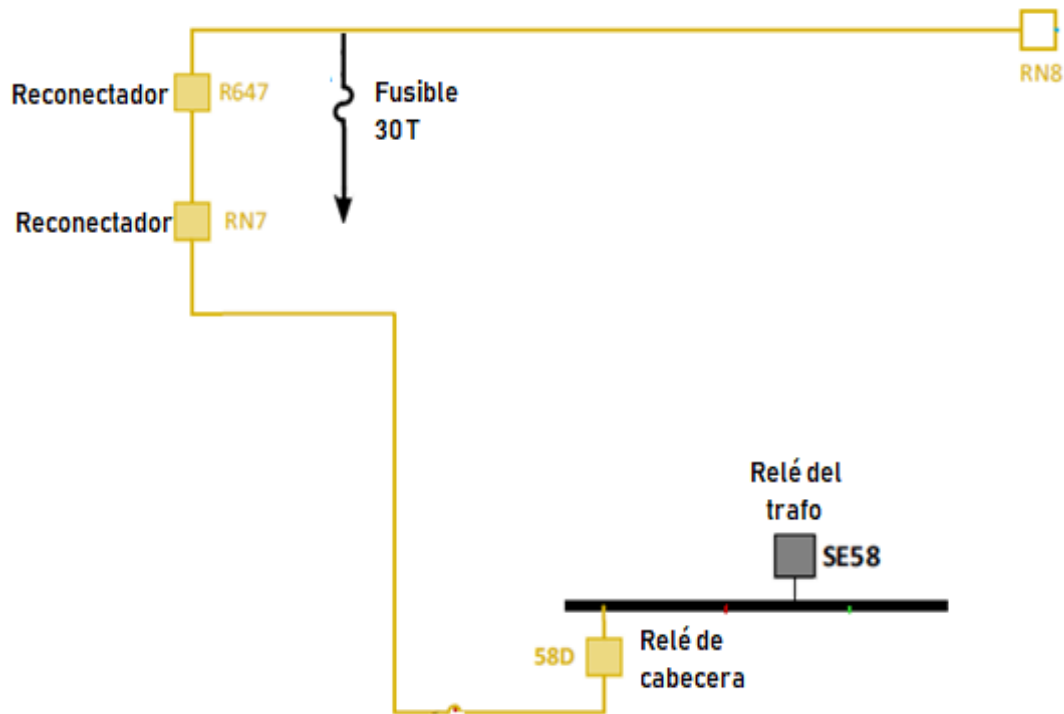 RN8
Reconectador R647
Fusible
30T
Reconectador RN7
Relé del
trafo
SE58
58D
Relé de
cabecera